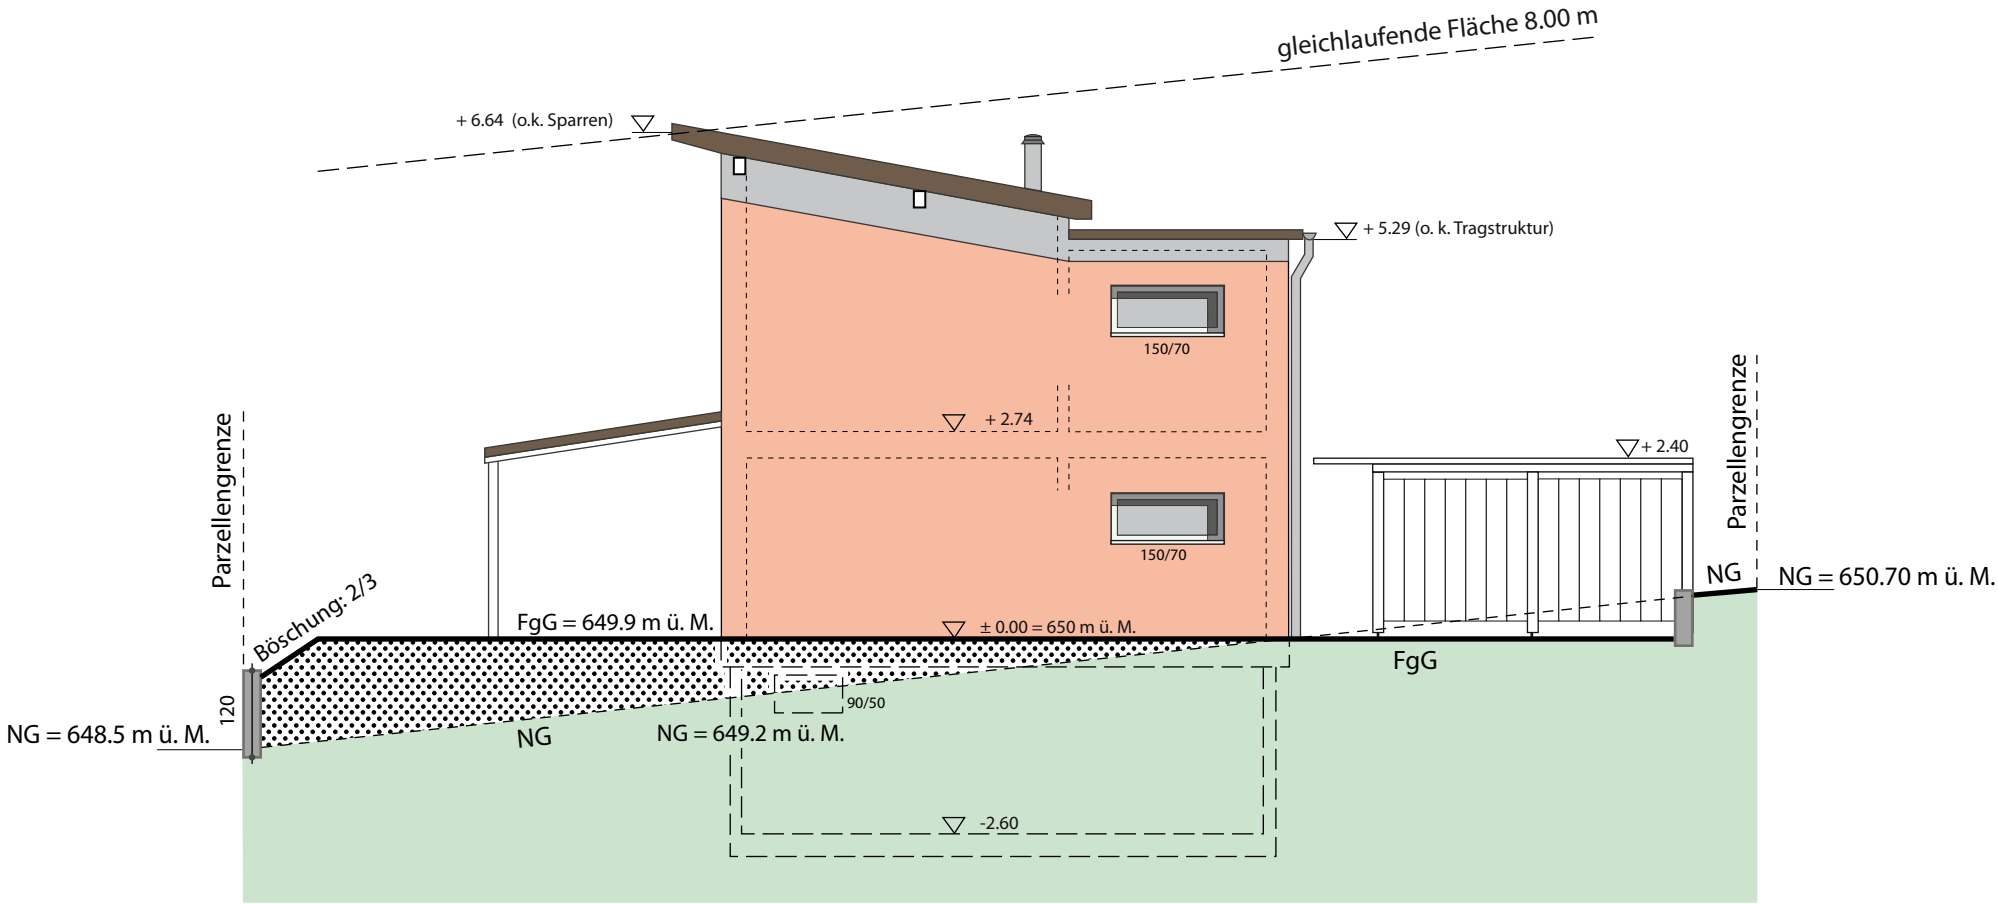 gleichlaufende Fläche 8.00 m
+ 6.64 (o.k. Sparren)
+ 5.29 (o. k. Tragstruktur)
150/70
+ 2.74
+ 2.40
Parzellengrenze
Parzellengrenze
150/70
NG
NG = 650.70 m ü. M.
Böschung: 2/3
FgG = 649.9 m ü. M.
± 0.00 = 650 m ü. M.
FgG
120
90/50
NG = 648.5 m ü. M.
NG
NG = 649.2 m ü. M.
-2.60